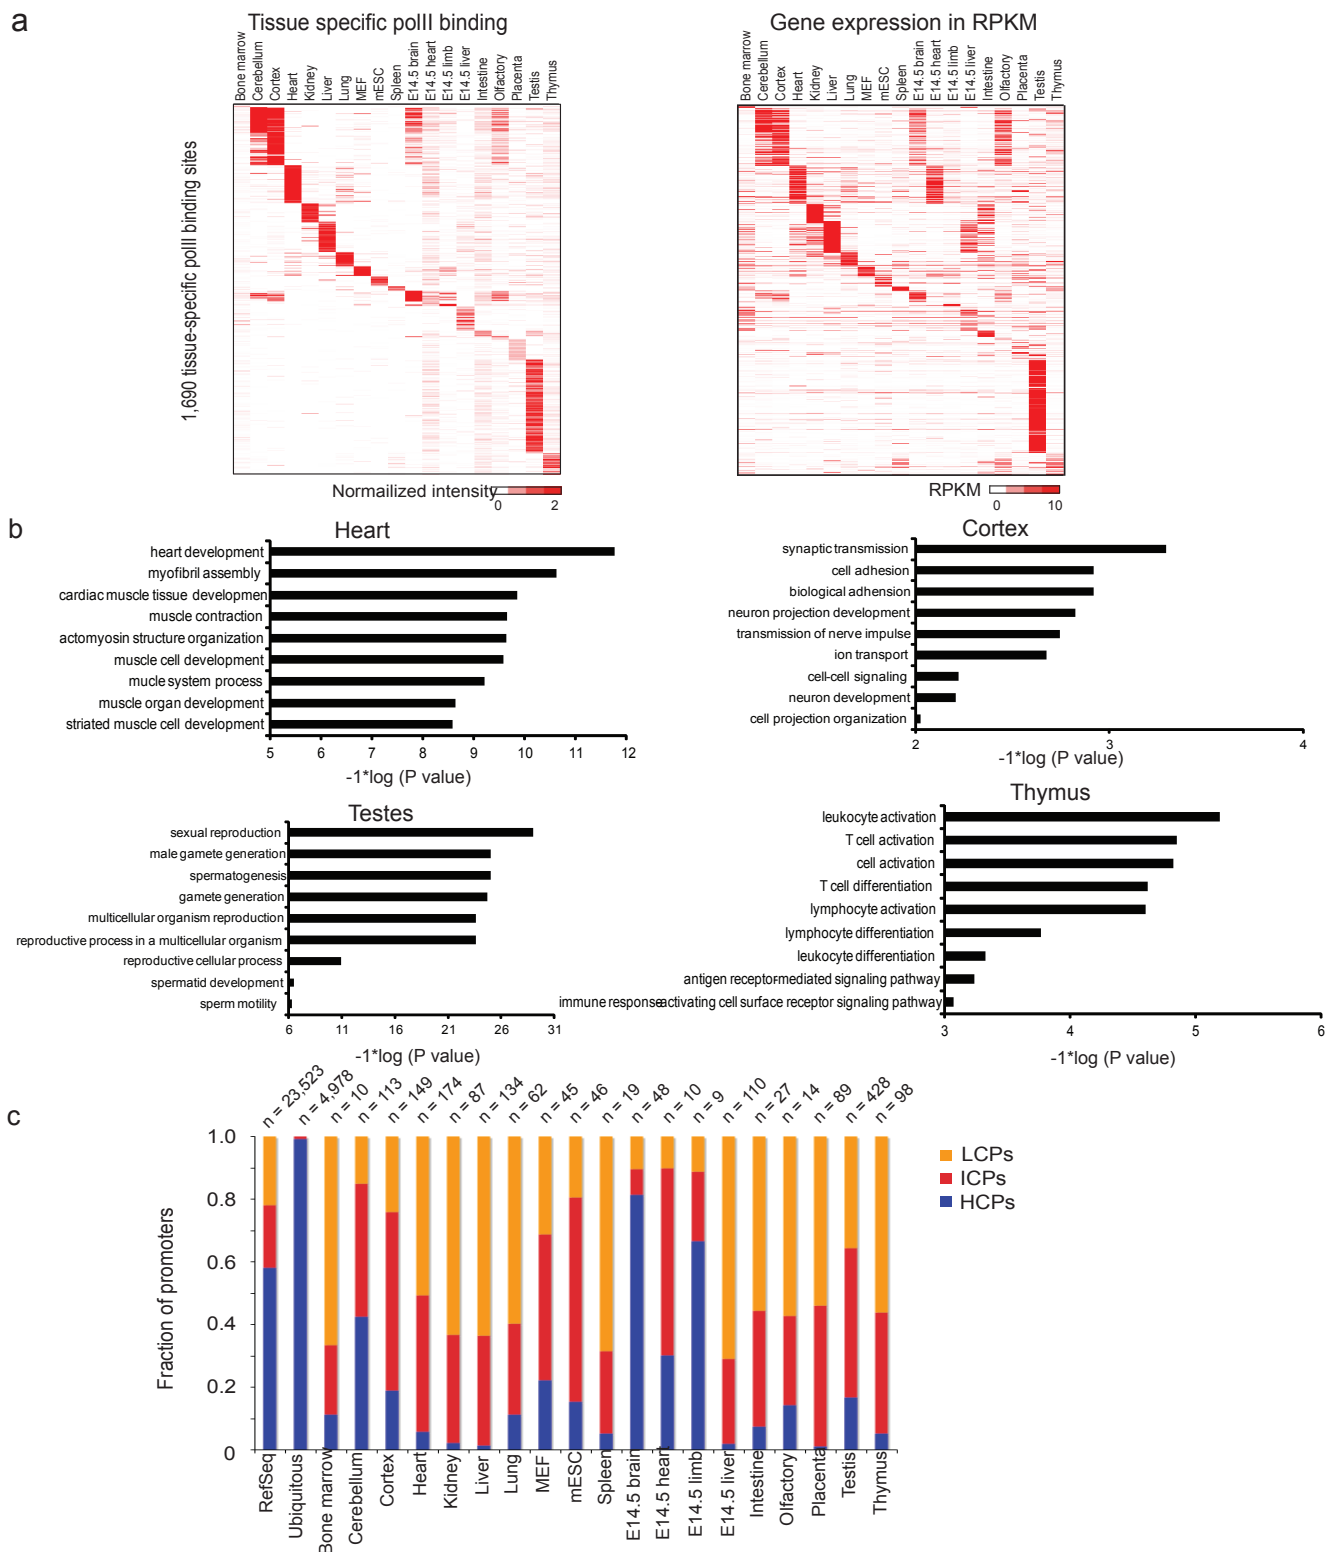 a
Tissue specific polII binding
Gene expression in RPKM
Bone marrow
Cerebellum
Cortex
Heart
Kidney
Liver
Lung
MEF
mESC
Spleen
E14.5 brain
E14.5 heart
E14.5 limb
E14.5 liver
Intestine
Olfactory
Placenta
Testis
Thymus
Bone marrow
Cerebellum
Cortex
Heart
Kidney
Liver
Lung
MEF
mESC
Spleen
E14.5 brain
E14.5 heart
E14.5 limb
E14.5 liver
Intestine
Olfactory
Placenta
Testis
Thymus
1,690 tissue-specific polII binding sites
Normailized intensity
0 2
RPKM
0 10
b
Heart
heart development
myofibril assembly
cardiac muscle tissue developmen
muscle contraction
actomyosin structure organization
muscle cell development
mucle system process
muscle organ development
striated muscle cell development
5 6 7 8 9 10 11 12
-1*log (P value)
Cortex
synaptic transmission
cell adhesion
biological adhension
neuron projection development
transmission of nerve impulse
ion transport
cell-cell signaling
neuron development
cell projection organization
2 3 4
-1*log (P value)
Testes
sexual reproduction
male gamete generation
spermatogenesis
gamete generation
multicellular organism reproduction
reproductive process in a multicellular organism
reproductive cellular process
spermatid development
sperm motility
6 11 16 21 26 31
-1*log (P value)
Thymus
leukocyte activation
T cell activation
cell activation
T cell differentiation
lymphocyte activation
lymphocyte differentiation
leukocyte differentiation
antigen receptor-mediated signaling pathway
immune response-activating cell surface receptor signaling pathway
3 4 5 6
-1*log (P value)
c
n = 23,523
n = 4,978
n = 10
n = 113
n = 149
n = 174
n = 87
n = 134
n = 62
n = 45
n = 46
n = 19
n = 48
n = 10
n = 9
n = 110
n = 27
n = 14
n = 89
n = 428
n = 98
Fraction of promoters
1.0
0.8
0.6
0.4
0.2
0
LCPs
ICPs
HCPs
RefSeq
Ubiquitous
Bone marrow
Cerebellum
Cortex
Heart
Kidney
Liver
Lung
MEF
mESC
Spleen
E14.5 brain
E14.5 heart
E14.5 limb
E14.5 liver
Intestine
Olfactory
Placenta
Testis
Thymus